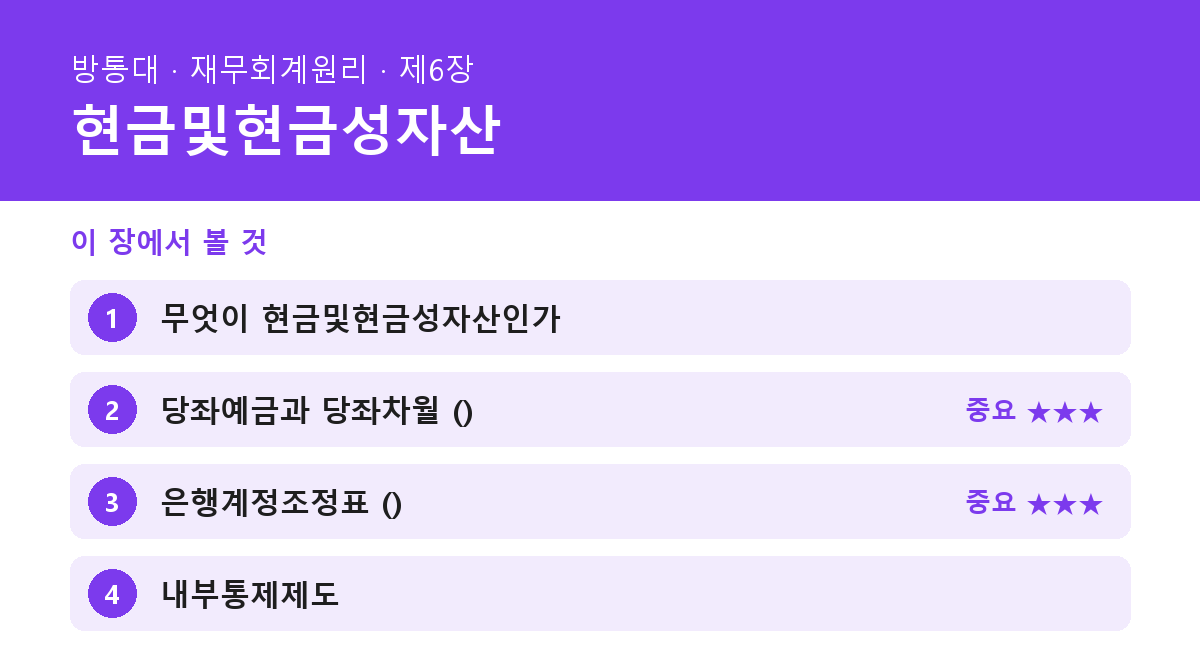 방통대 · 재무회계원리 · 제6장
현금및현금성자산
이 장에서 볼 것
1 무엇이 현금및현금성자산인가
2 당좌예금과 당좌차월 () 중요 ★★★
3 은행계정조정표 () 중요 ★★★
4 내부통제제도